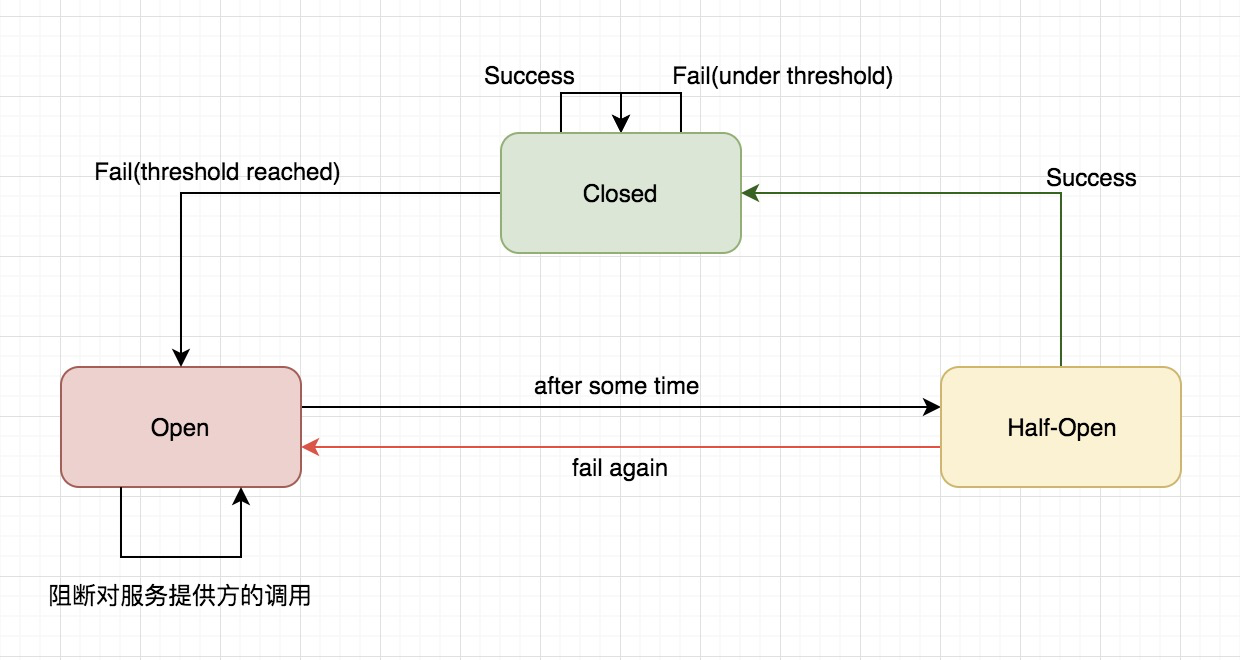 Success
Fail(under threshold)
Fail(threshold reached)
Success
Closed
after some time
Open
Half-Open
fail again
阻断对服务提供方的调用